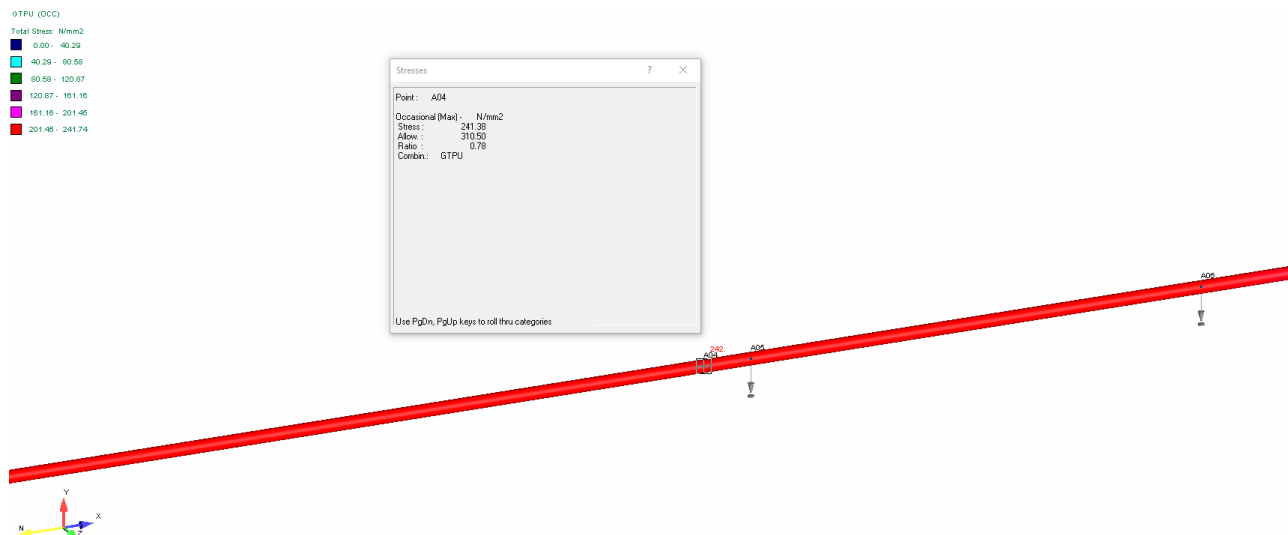 GTPU (OCC)
Total Stress: N/mm2
0.00 - 40.29
40.29 - 80.58
80.58 - 120.87
120.87 - 161.16
161.16 - 201.45
201.45 - 241.74
Stresses ? ×
Point : A04
Occasional (Max) - N/mm2
Stress : 241.38
Allow. : 310.50
Ratio : 0.78
Combin.: GTPU
Use PgDn, PgUp keys to roll thru categories
A06
242.
A04
A05
Y
X
N
Z